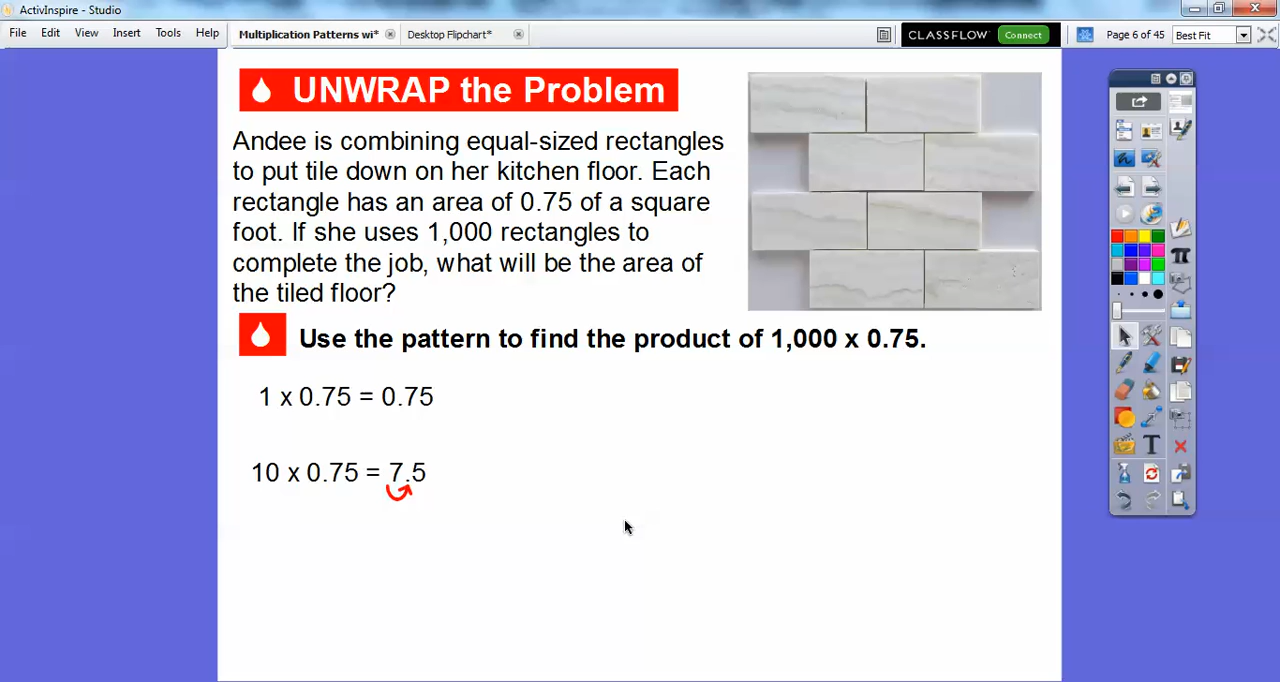 ActivInspire - Studio
File Edit View Insert Tools Help
Multiplication Patterns wi* Desktop Flipchart*
CLASSFLOW Connect
Page 6 of 45 Best Fit
UNWRAP the Problem
Andee is combining equal-sized rectangles
to put tile down on her kitchen floor. Each
rectangle has an area of 0.75 of a square
foot. If she uses 1,000 rectangles to
complete the job, what will be the area of
the tiled floor?
Use the pattern to find the product of 1,000 x 0.75.
1 x 0.75 = 0.75
10 x 0.75 = 7.5